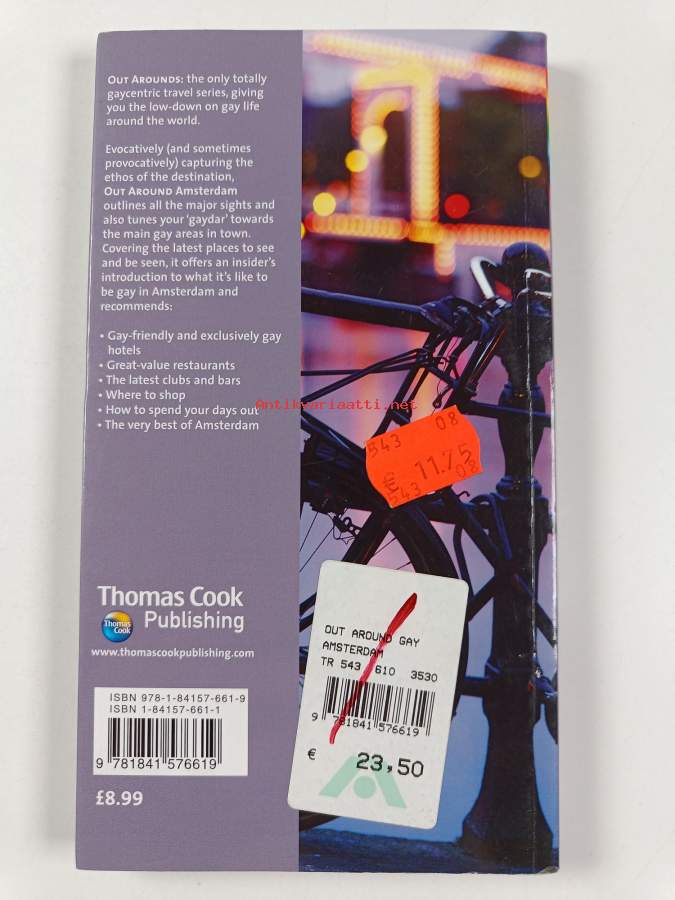 OUT AROUNDS: the only totally
gaycentric travel series, giving
you the low-down on gay life
around the world.
Evocatively (and sometimes
provocatively) capturing the
ethos of the destination,
OUT AROUND Amsterdam
outlines all the major sights and
also tunes your ‘gaydar’ towards
the main gay areas in town.
Covering the latest places to see
and be seen, it offers an insider's
introduction to what it's like to
be gay in Amsterdam and
recommends:
• Gay-friendly and exclusively gay
hotels
• Great-value restaurants
• The latest clubs and bars
• Where to shop
• How to spend your days out
• The very best of Amsterdam
Antikvariaatti.net
543 08
€ 11.75
543 08
Thomas Cook
Publishing
Thomas
Cook
www.thomascookpublishing.com
ISBN 978-1-84157-661-9
ISBN 1-84157-661-1
9 781841 576619
£8.99
OUT AROUND GAY
AMSTERDAM
TR 543 610 3530
9 781841 576619
€ 23,50